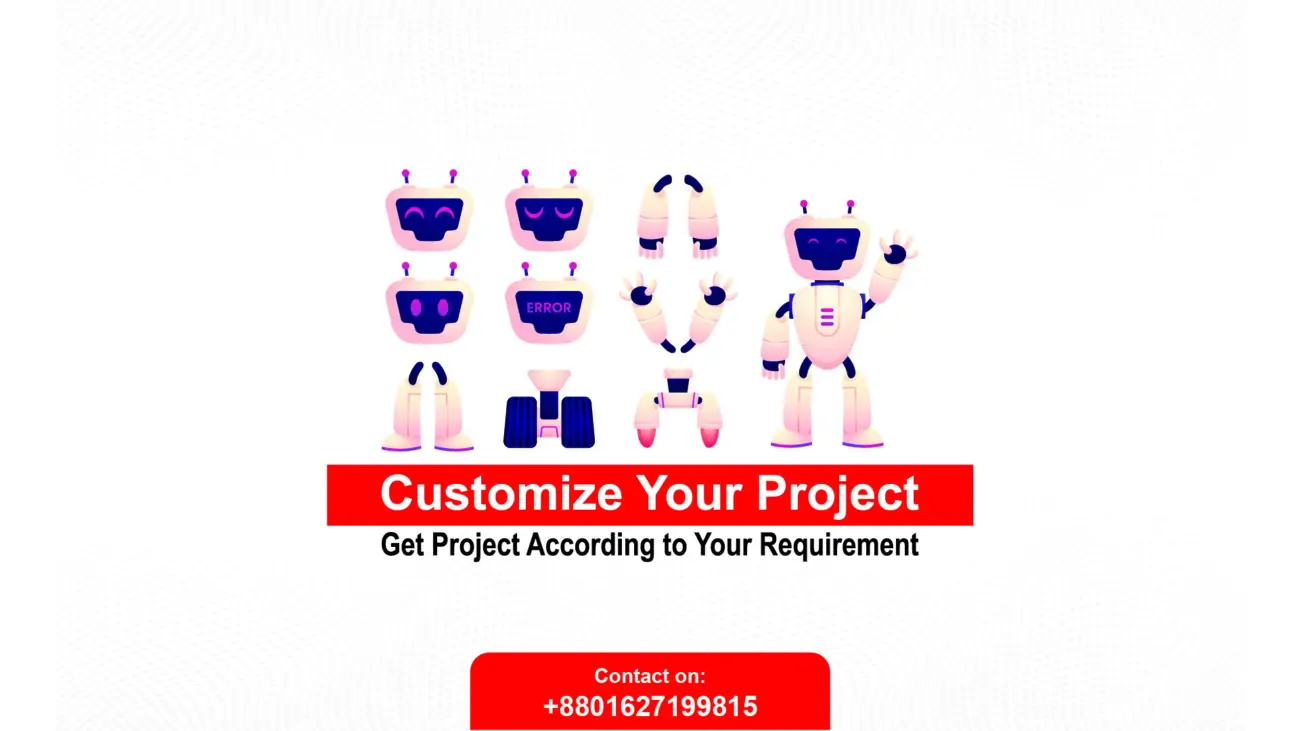 ERROR
Customize Your Project
Get Project According to Your Requirement
Contact on:
+8801627199815